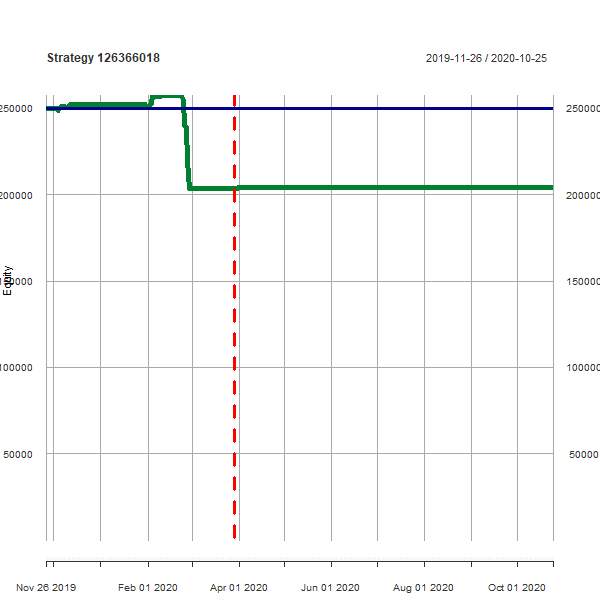 Strategy 126366018
2019-11-26 / 2020-10-25
250000
250000
200000
200000
Equity
150000
150000
100000
100000
50000
50000
Nov 26 2019
Feb 01 2020
Apr 01 2020
Jun 01 2020
Aug 01 2020
Oct 01 2020